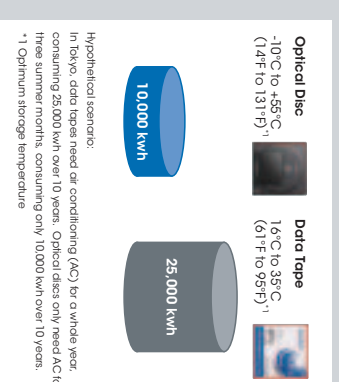 Optical Disc
-10°C to +55°C
(14°F to 131°F)*1
Data Tape
16°C to 35°C
(61°F to 95°F)*1
10,000 kwh
25,000 kwh
Hypothetical scenario:
In Tokyo, data tapes need air conditioning (AC) for a whole year,
consuming 25,000 kwh over 10 years. Optical discs only need AC fo
three summer months, consuming only 10,000 kwh over 10 years.
*1 Optimum storage temperature